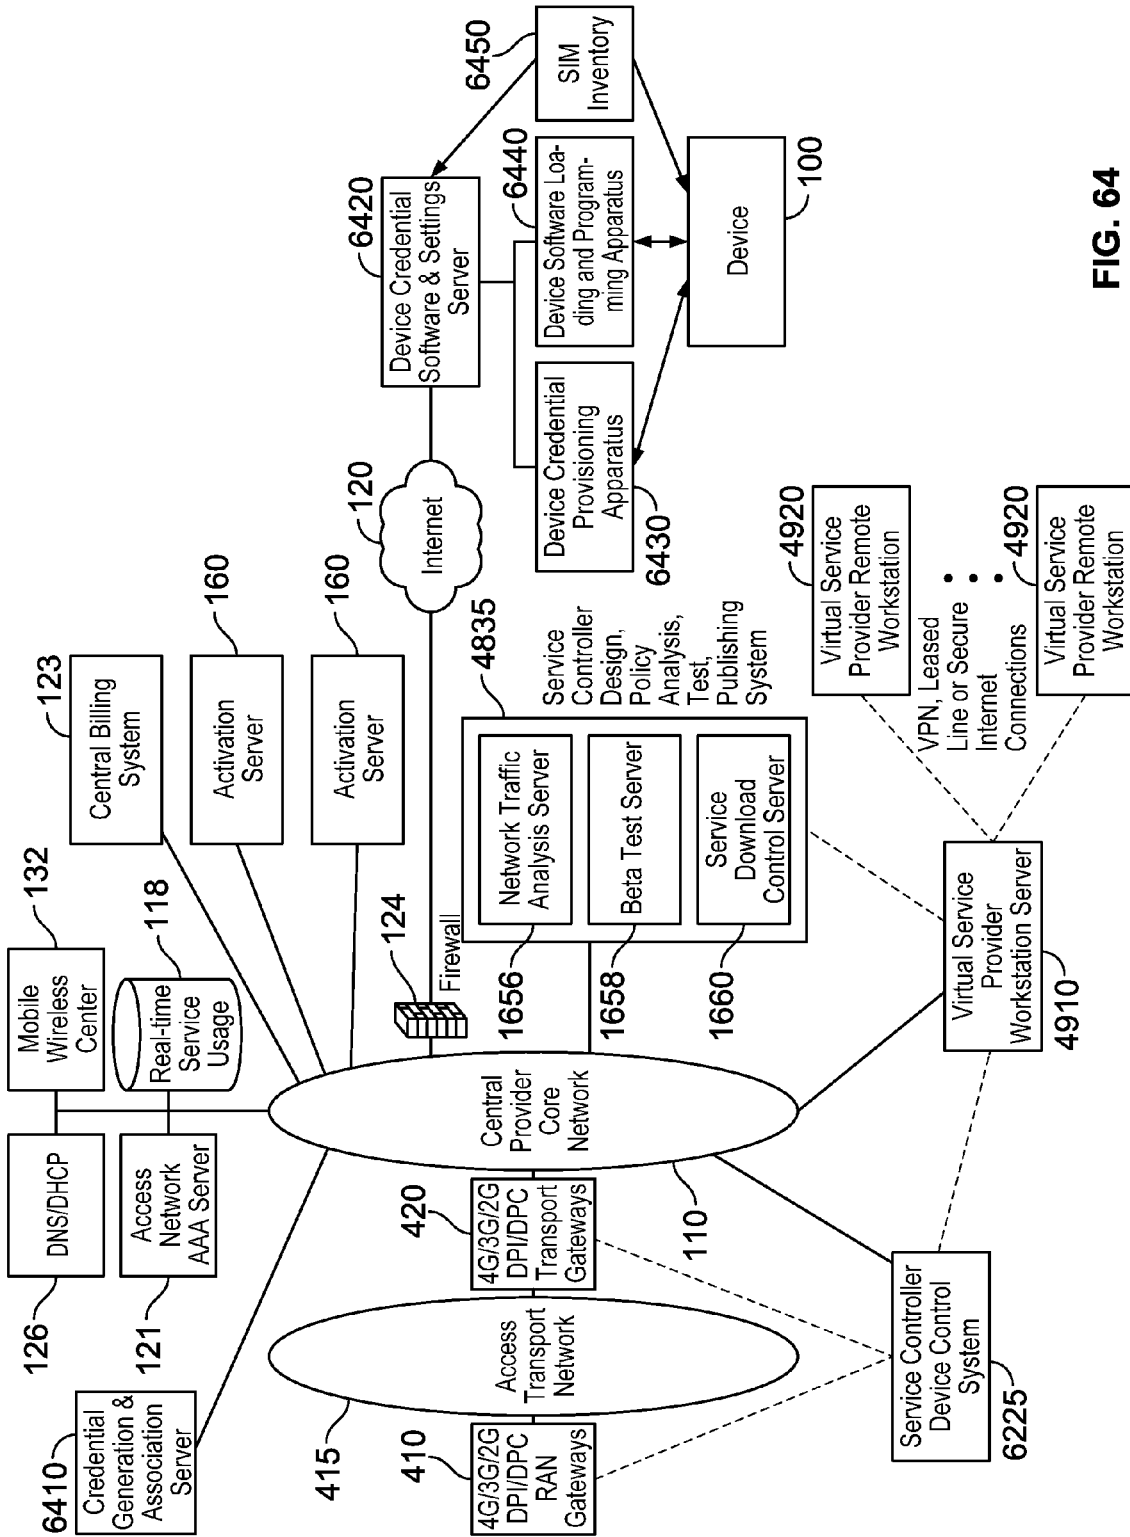 6410
Credential
Generation &
Association
Server
126
DNS/DHCP
121
Access
Network
AAA Server
Mobile
Wireless
Center
132
Real-time
Service
Usage
118
Central Billing
System
123
Activation
Server
160
Activation
Server
160
415
Access
Transport
Network
410
4G/3G/2G
DPI/DPC
RAN
Gateways
420
4G/3G/2G
DPI/DPC
Transport
Gateways
Central
Provider
Core
Network
110
124
Firewall
120
Internet
Device Credential
Software & Settings
Server
6420
Device Credential
Provisioning
Apparatus
6430
Device Software Loa-
ding and Program-
ming Apparatus
6440
SIM
Inventory
6450
Device
100
4835
Service
Controller
Design,
Policy
Analysis,
Test,
Publishing
System
Network Traffic
Analysis Server
1656
Beta Test Server
1658
Service
Download
Control Server
1660
Service Controller
Device Control
System
6225
Virtual Service
Provider
Workstation Server
4910
VPN, Leased
Line or Secure
Internet
Connections
Virtual Service
Provider Remote
Workstation
4920
Virtual Service
Provider Remote
Workstation
4920
FIG. 64